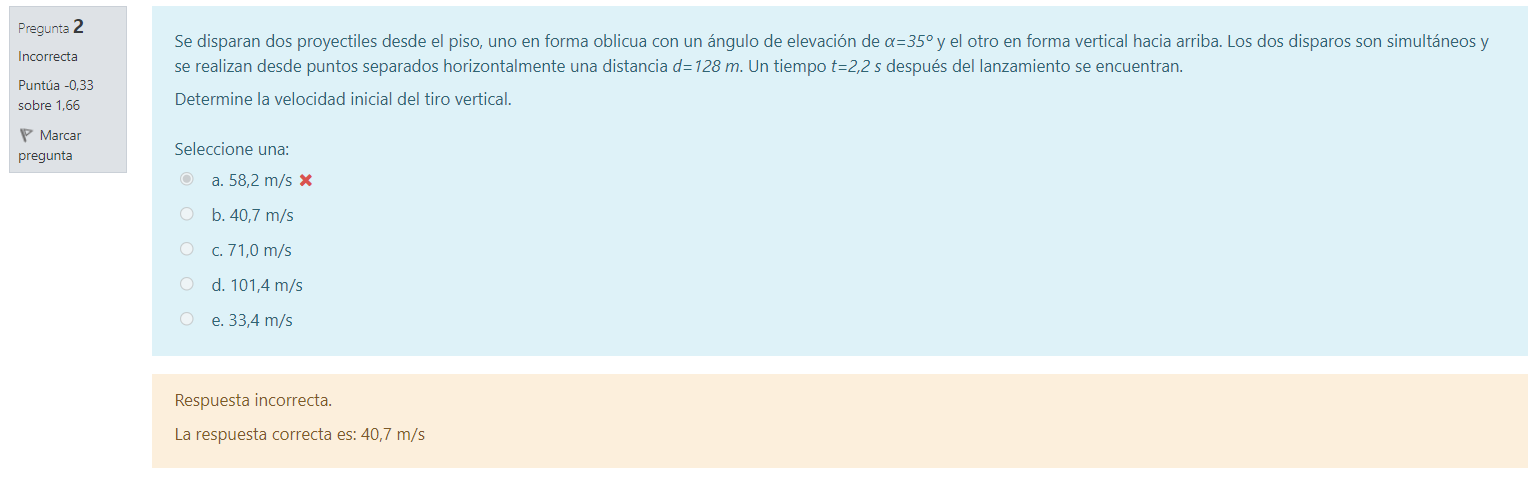 Pregunta 2
Incorrecta
Puntúa -0,33
sobre 1,66
Marcar
pregunta
Se disparan dos proyectiles desde el piso, uno en forma oblicua con un ángulo de elevación de α=35° y el otro en forma vertical hacia arriba. Los dos disparos son simultáneos y
se realizan desde puntos separados horizontalmente una distancia d=128 m. Un tiempo t=2,2 s después del lanzamiento se encuentran.
Determine la velocidad inicial del tiro vertical.
Seleccione una:
a. 58,2 m/s
b. 40,7 m/s
c. 71,0 m/s
d. 101,4 m/s
e. 33,4 m/s
Respuesta incorrecta.
La respuesta correcta es: 40,7 m/s